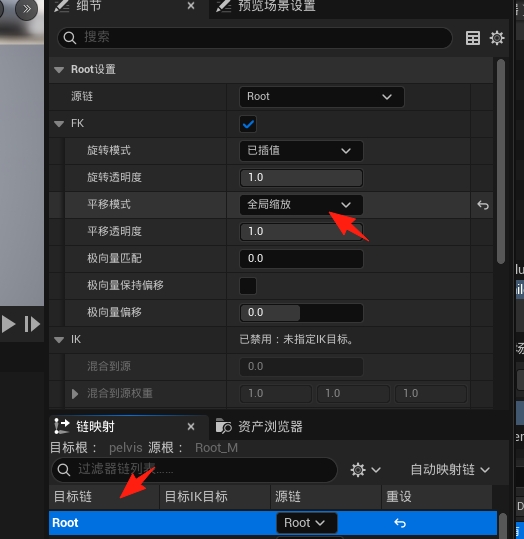 细节 × 预览场景设置
搜索
Root设置
源链 Root
FK
旋转模式 已插值
旋转透明度 1.0
平移模式 全局缩放
平移透明度 1.0
极向量匹配 0.0
极向量保持偏移
极向量偏移 0.0
IK 已禁用：未指定IK目标。
混合到源 0.0
混合到源权重 1.0 1.0 1.0
链映射 × 资产浏览器
目标根： pelvis 源根： Root_M
过滤器链列表…… 自动映射链
目标链 目标IK目标 源链 重设
Root Root